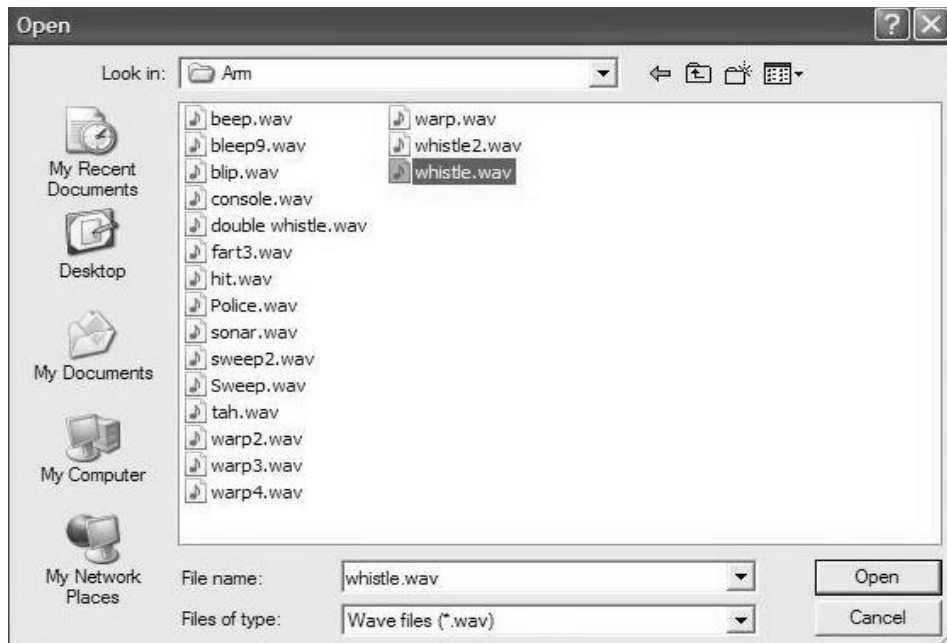 Open
Look in:
Arm
My Recent
Documents
Desktop
My Documents
My Computer
My Network
Places
beep.wav
bleep9.wav
blip.wav
console.wav
double whistle.wav
fart3.wav
hit.wav
Police.wav
sonar.wav
sweep2.wav
Sweep.wav
tah.wav
warp2.wav
warp3.wav
warp4.wav
warp.wav
whistle2.wav
whistle.wav
File name:
whistle.wav
Open
Files of type:
Wave files (*.wav)
Cancel